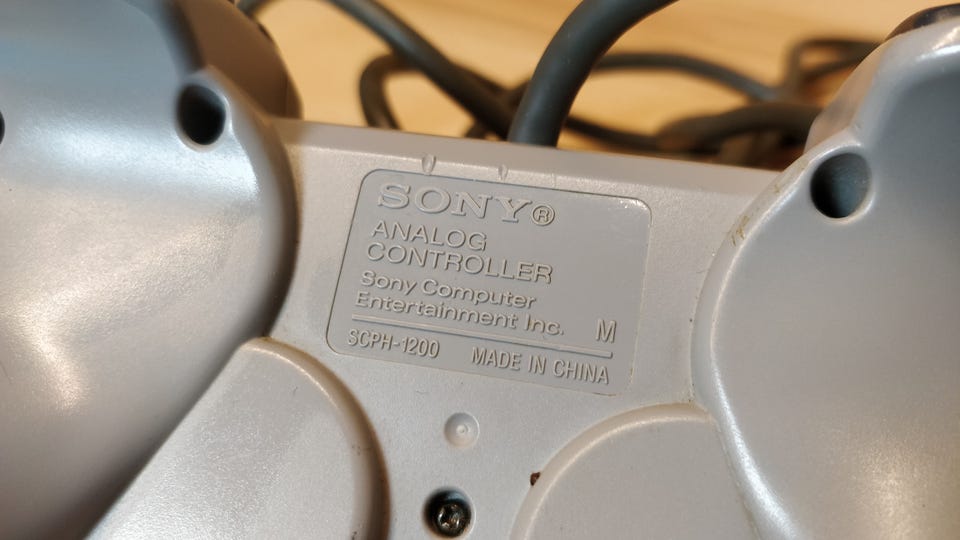 SONY®
ANALOG
CONTROLLER
Sony Computer
Entertainment Inc. M
SCPH-1200 MADE IN CHINA